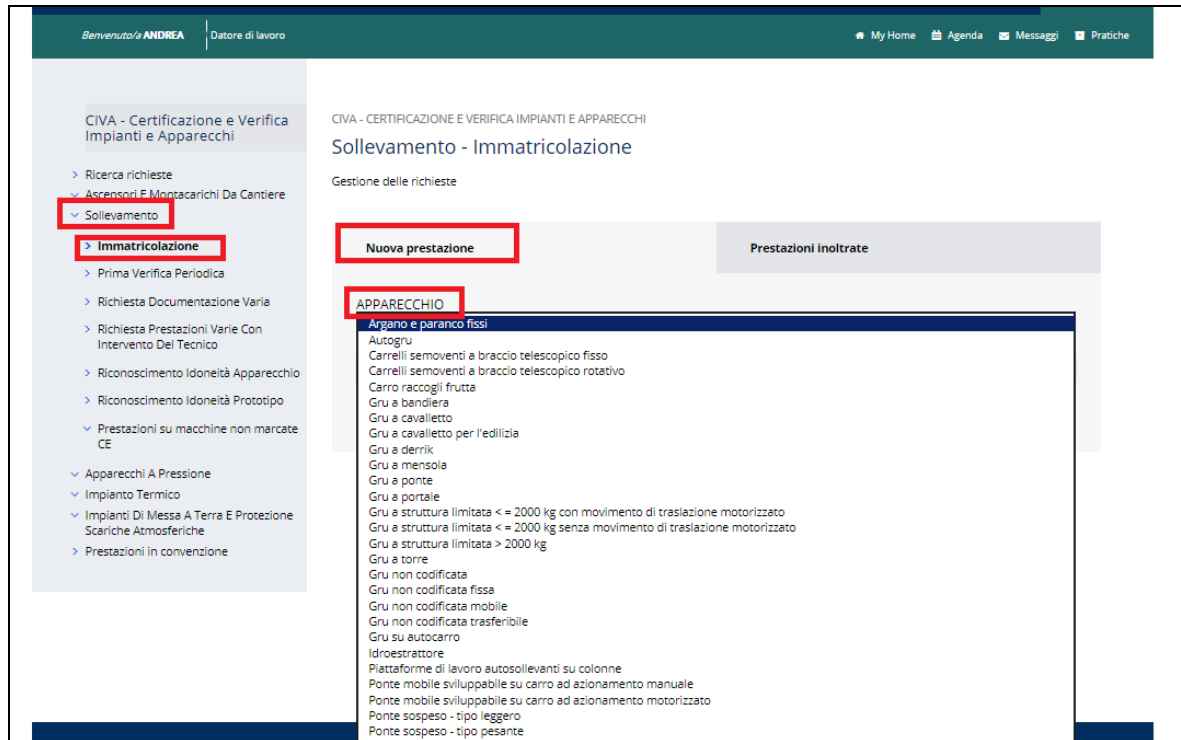 Benvenuto/a ANDREA
Datore di lavoro
My Home
Agenda
Messaggi
Pratiche
CIVA - Certificazione e Verifica
Impianti e Apparecchi
Ricerca richieste
Ascensori E Montacarichi Da Cantiere
Sollevamento
Immatricolazione
Prima Verifica Periodica
Richiesta Documentazione Varia
Richiesta Prestazioni Varie Con
Intervento Del Tecnico
Riconoscimento Idoneità Apparecchio
Riconoscimento Idoneità Prototipo
Prestazioni su macchine non marcate
CE
Apparecchi A Pressione
Impianto Termico
Impianti Di Messa A Terra E Protezione
Scariche Atmosferiche
Prestazioni in convenzione
CIVA - CERTIFICAZIONE E VERIFICA IMPIANTI E APPARECCHI
Sollevamento - Immatricolazione
Gestione delle richieste
Nuova prestazione
Prestazioni inoltrate
APPARECCHIO
Argano e paranco fissi
Autogru
Carrelli semoventi a braccio telescopico fisso
Carrelli semoventi a braccio telescopico rotativo
Carro raccogli frutta
Gru a bandiera
Gru a cavalletto
Gru a cavalletto per l'edilizia
Gru a derrik
Gru a mensola
Gru a ponte
Gru a portale
Gru a struttura limitata < = 2000 kg con movimento di traslazione motorizzato
Gru a struttura limitata < = 2000 kg senza movimento di traslazione motorizzato
Gru a struttura limitata > 2000 kg
Gru a torre
Gru non codificata
Gru non codificata fissa
Gru non codificata mobile
Gru non codificata trasferibile
Gru su autocarro
Idroestrattore
Piattaforme di lavoro autosollevanti su colonne
Ponte mobile sviluppabile su carro ad azionamento manuale
Ponte mobile sviluppabile su carro ad azionamento motorizzato
Ponte sospeso - tipo leggero
Ponte sospeso - tipo pesante